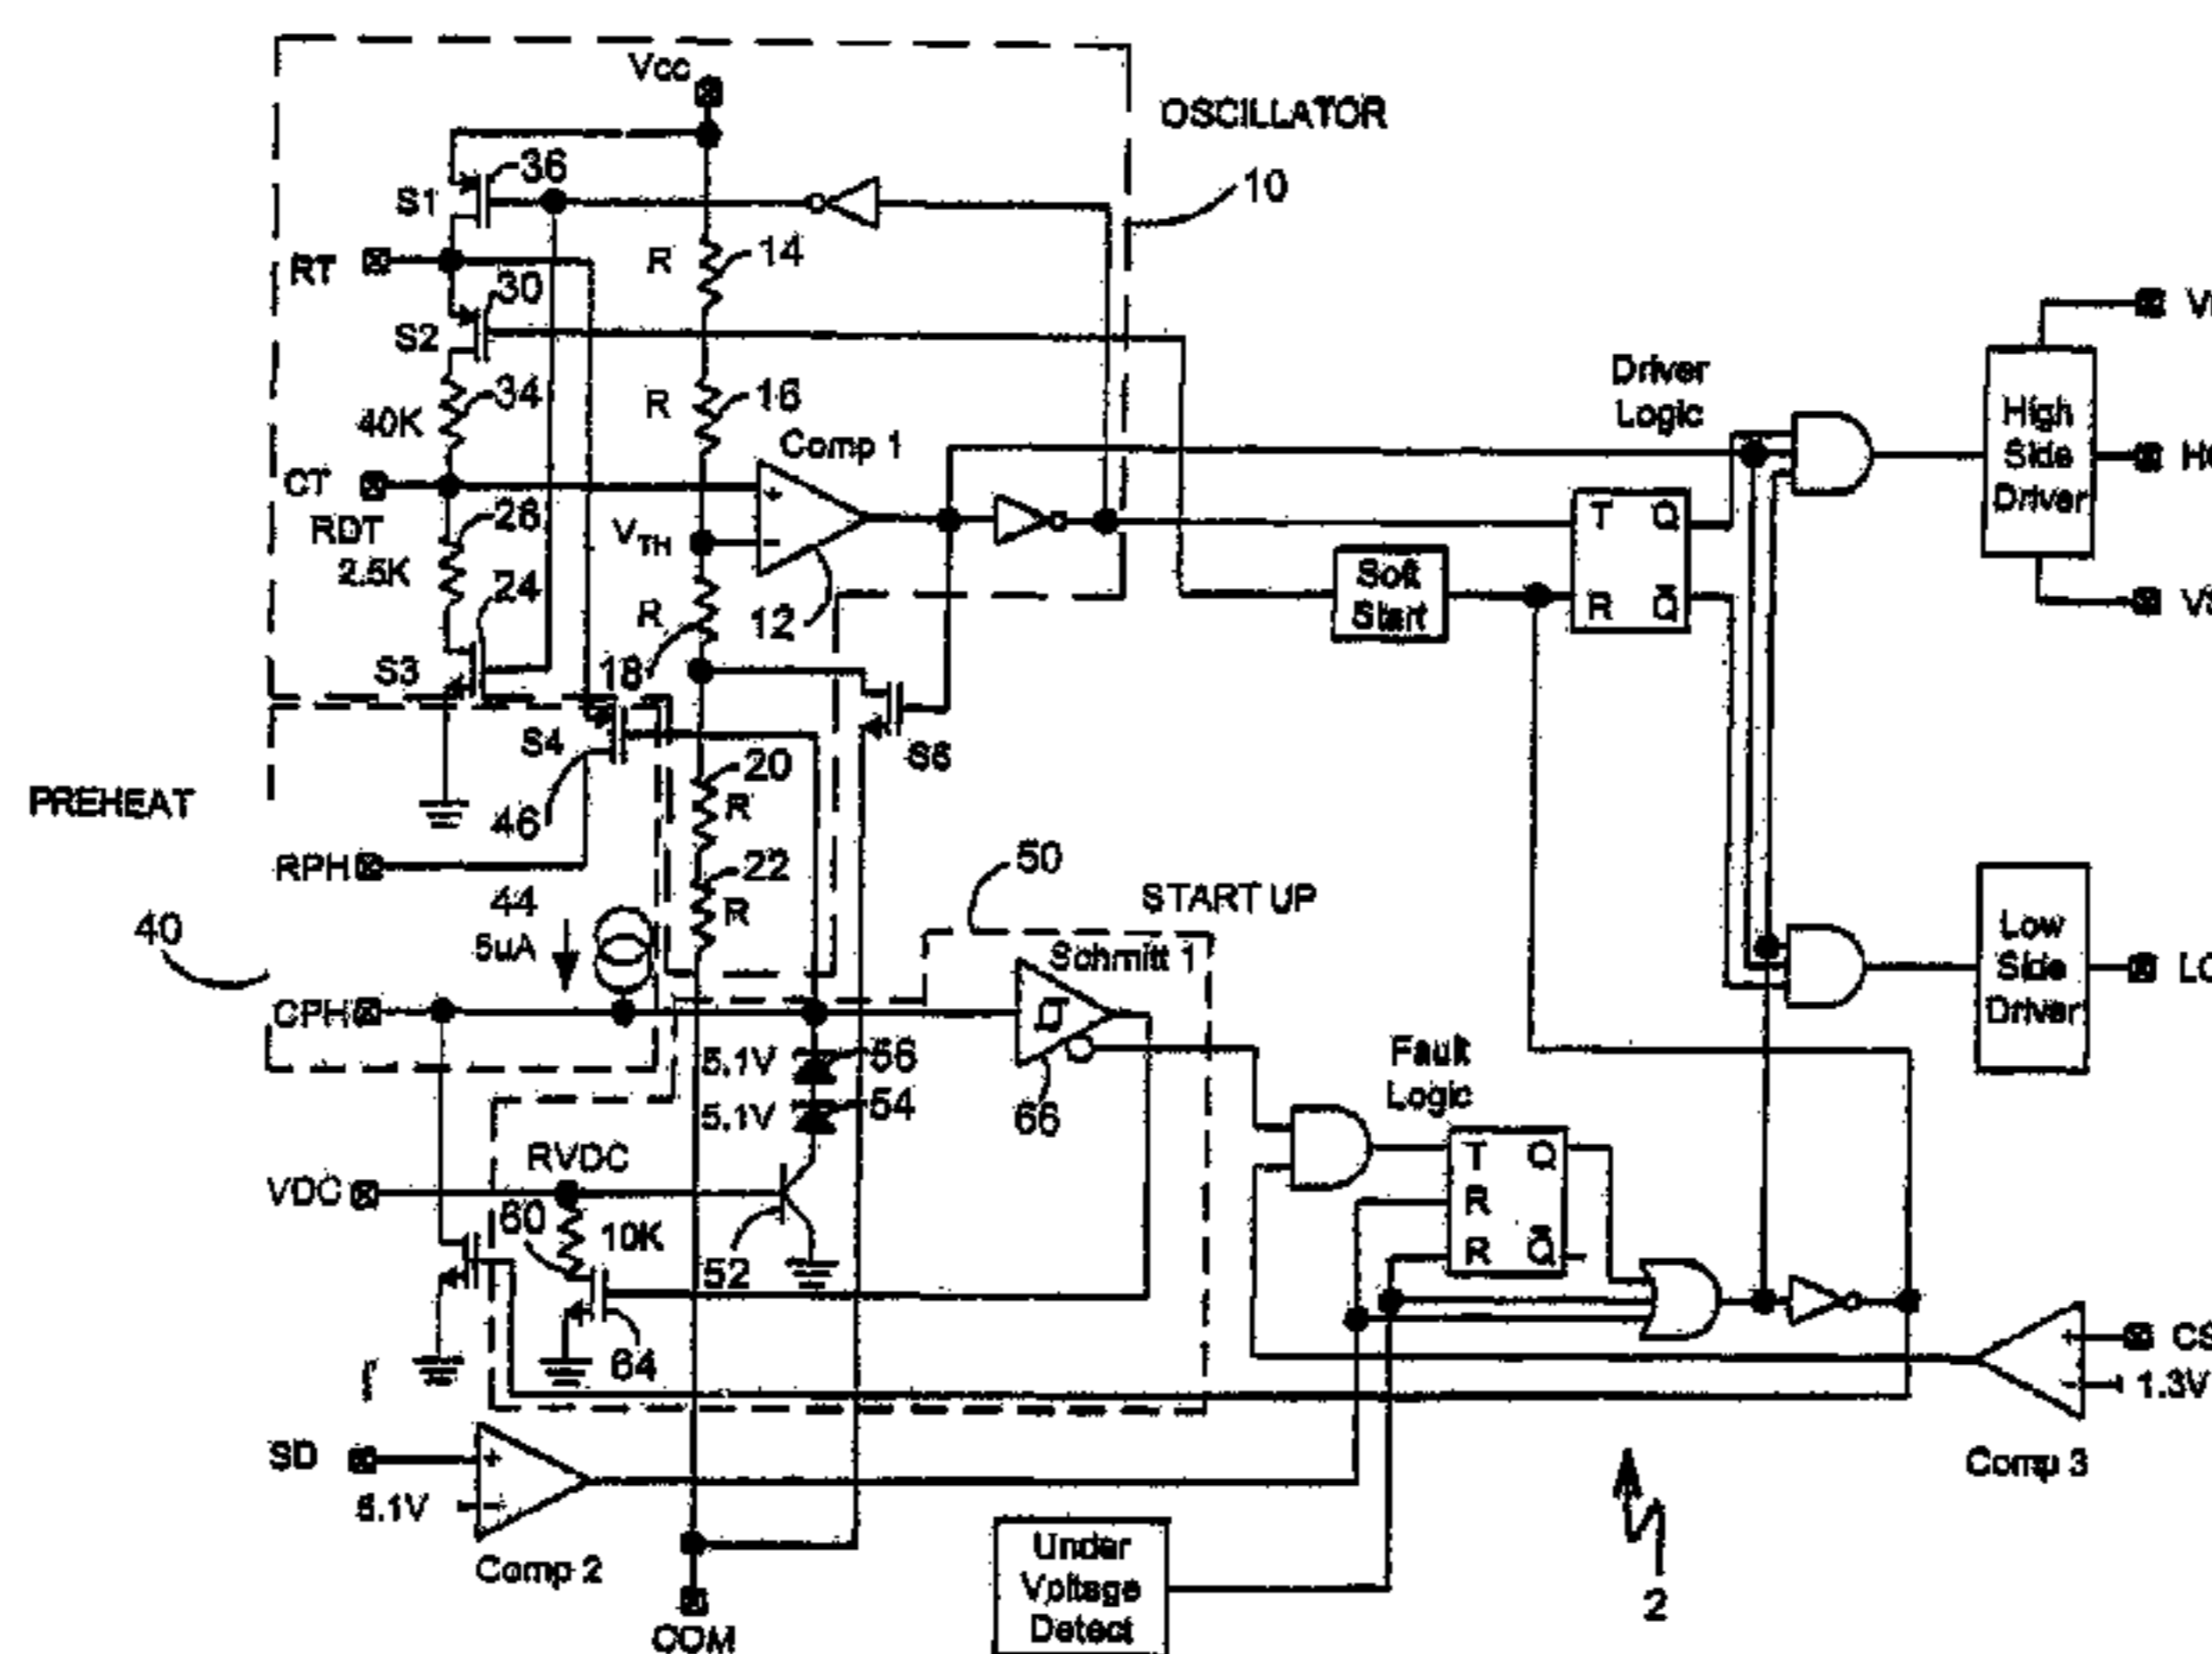 Vcc
OSCILLATOR
36
S1
10
RT
R
14
30
S2
R
16
40K
34
Comp 1
Driver
Logic
High
Side
Driver
CT
RDT
2.5K
26
24
VTH
+
-
12
R
18
S3
Soft
Start
T Q
R Q
S4
46
S5
20
R
22
R
PREHEAT
RPH
44
5uA
40
CPH
50
START UP
Schmitt 1
66
5.1V
56
5.1V
54
Low
Side
Driver
Fault
Logic
T Q
R
R Q
RVDC
VDC
60
10K
52
64
SD
+
5.1V
-
Comp 2
COM
Under
Voltage
Detect
2
+
CS
-
1.3V
Comp 3